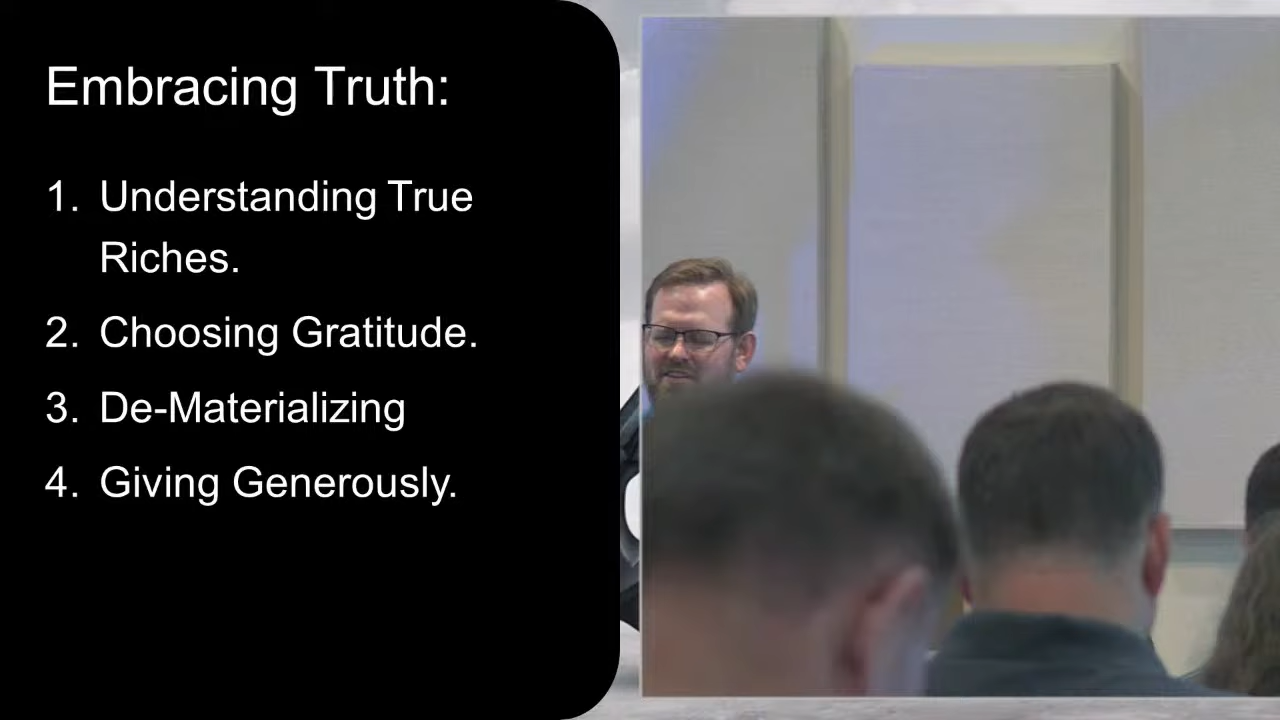 Embracing Truth:
1. Understanding True
Riches.
2. Choosing Gratitude.
3. De-Materializing
4. Giving Generously.